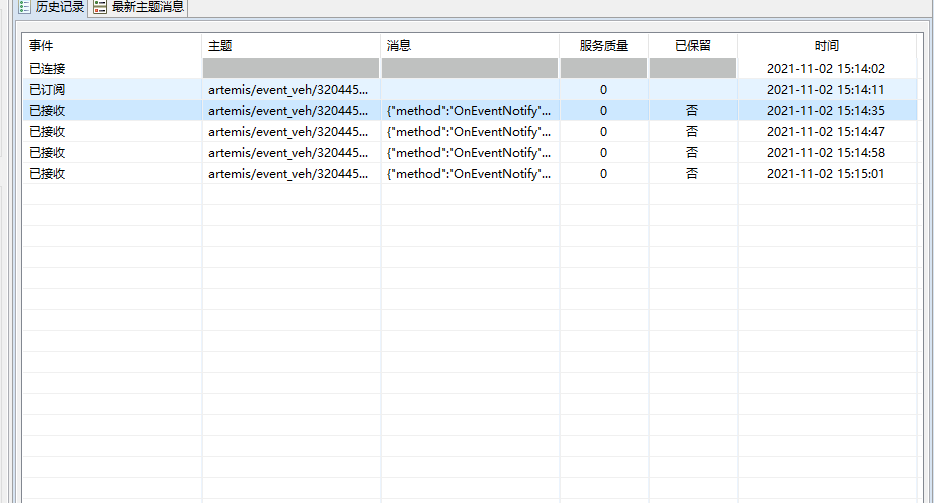 历史记录 最新主题消息
事件 主题 消息 服务质量 已保留 时间
已连接 2021-11-02 15:14:02
已订阅 artemis/event_veh/320445... 0 2021-11-02 15:14:11
已接收 artemis/event_veh/320445... {"method":"OnEventNotify"... 0 否 2021-11-02 15:14:35
已接收 artemis/event_veh/320445... {"method":"OnEventNotify"... 0 否 2021-11-02 15:14:47
已接收 artemis/event_veh/320445... {"method":"OnEventNotify"... 0 否 2021-11-02 15:14:58
已接收 artemis/event_veh/320445... {"method":"OnEventNotify"... 0 否 2021-11-02 15:15:01